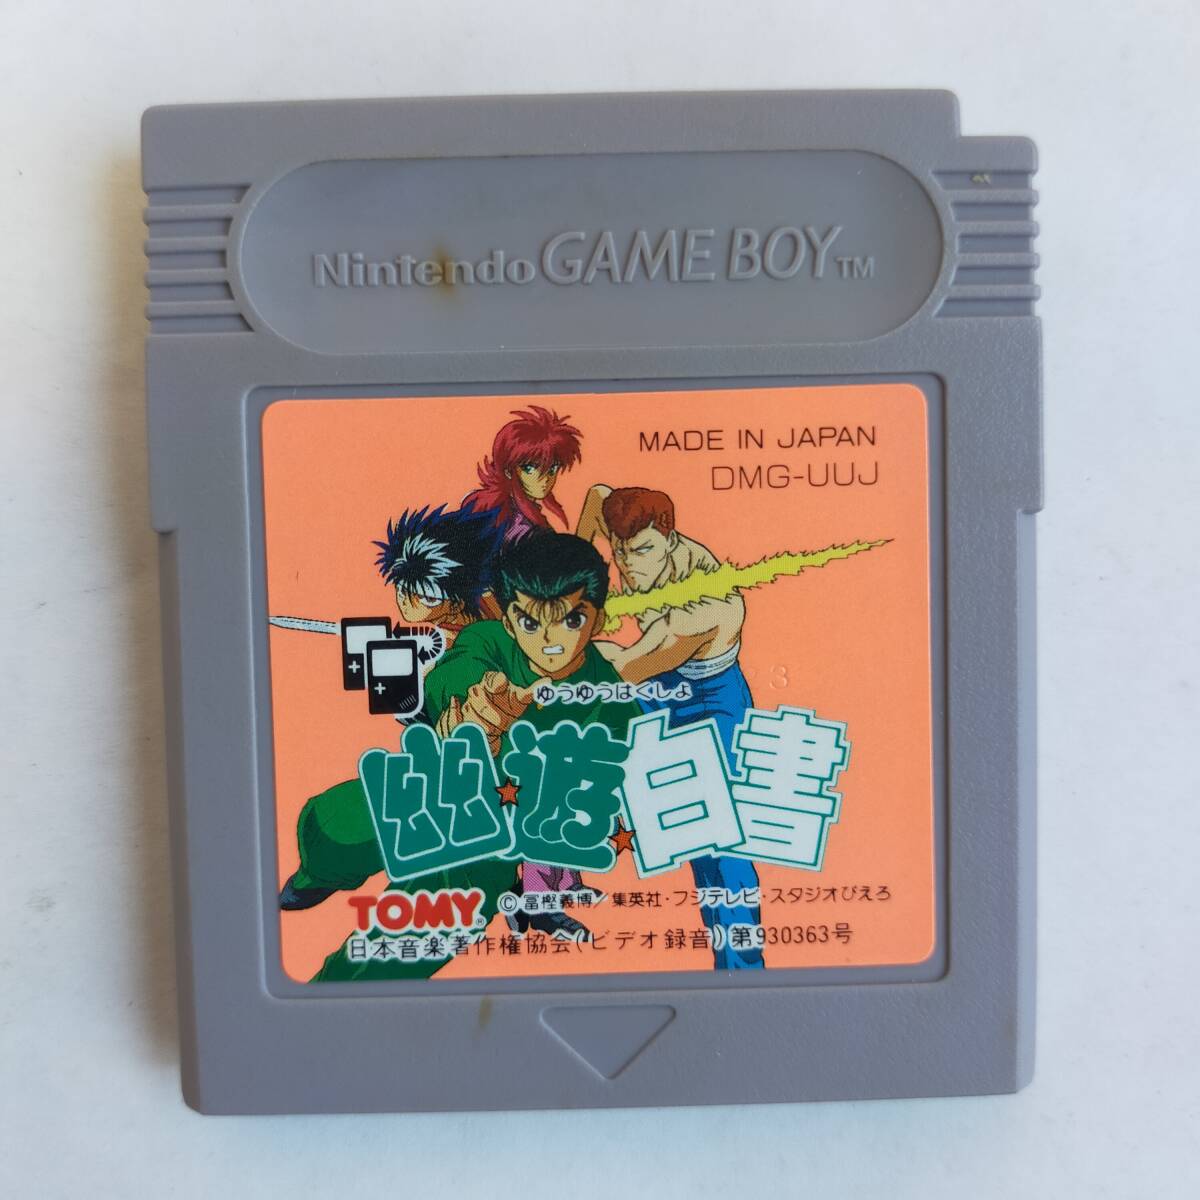 Nintendo GAME BOY TM
MADE IN JAPAN
DMG-UUJ
3
ゆうゆうはくしょ
幽★遊★白書
TOMY®
©冨樫義博/集英社・フジテレビ・スタジオぴえろ
日本音楽著作権協会(ビデオ録音)第930363号